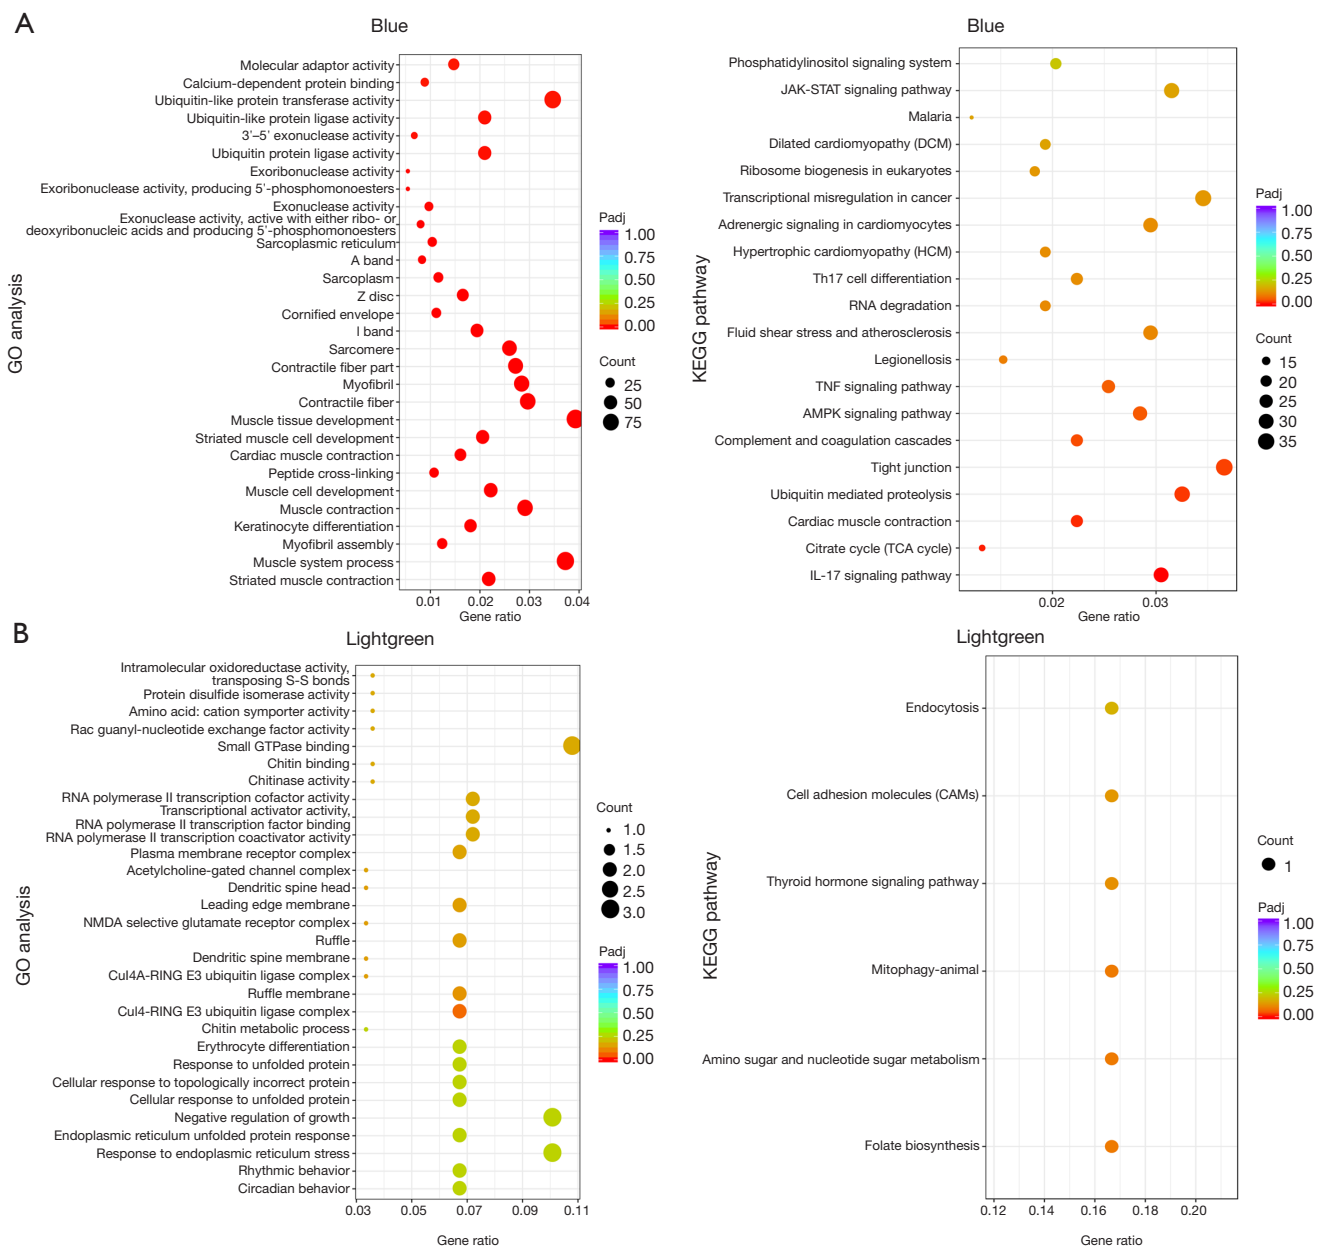 A
Blue
GO analysis
Molecular adaptor activity
Calcium-dependent protein binding
Ubiquitin-like protein transferase activity
Ubiquitin-like protein ligase activity
3'–5' exonuclease activity
Ubiquitin protein ligase activity
Exoribonuclease activity
Exoribonuclease activity, producing 5'-phosphomonoesters
Exonuclease activity
Exonuclease activity, active with either ribo- or
deoxyribonucleic acids and producing 5'-phosphomonoesters
Sarcoplasmic reticulum
A band
Sarcoplasm
Z disc
Cornified envelope
I band
Sarcomere
Contractile fiber part
Myofibril
Contractile fiber
Muscle tissue development
Striated muscle cell development
Cardiac muscle contraction
Peptide cross-linking
Muscle cell development
Muscle contraction
Keratinocyte differentiation
Myofibril assembly
Muscle system process
Striated muscle contraction
0.01 0.02 0.03 0.04
Gene ratio
Padj
1.00
0.75
0.50
0.25
0.00
Count
25
50
75
Blue
KEGG pathway
Phosphatidylinositol signaling system
JAK-STAT signaling pathway
Malaria
Dilated cardiomyopathy (DCM)
Ribosome biogenesis in eukaryotes
Transcriptional misregulation in cancer
Adrenergic signaling in cardiomyocytes
Hypertrophic cardiomyopathy (HCM)
Th17 cell differentiation
RNA degradation
Fluid shear stress and atherosclerosis
Legionellosis
TNF signaling pathway
AMPK signaling pathway
Complement and coagulation cascades
Tight junction
Ubiquitin mediated proteolysis
Cardiac muscle contraction
Citrate cycle (TCA cycle)
IL-17 signaling pathway
0.02 0.03
Gene ratio
Padj
1.00
0.75
0.50
0.25
0.00
Count
15
20
25
30
35
B
Lightgreen
GO analysis
Intramolecular oxidoreductase activity,
transposing S-S bonds
Protein disulfide isomerase activity
Amino acid: cation symporter activity
Rac guanyl-nucleotide exchange factor activity
Small GTPase binding
Chitin binding
Chitinase activity
RNA polymerase II transcription cofactor activity
Transcriptional activator activity,
RNA polymerase II transcription factor binding
RNA polymerase II transcription coactivator activity
Plasma membrane receptor complex
Acetylcholine-gated channel complex
Dendritic spine head
Leading edge membrane
NMDA selective glutamate receptor complex
Ruffle
Dendritic spine membrane
Cul4A-RING E3 ubiquitin ligase complex
Ruffle membrane
Cul4-RING E3 ubiquitin ligase complex
Chitin metabolic process
Erythrocyte differentiation
Response to unfolded protein
Cellular response to topologically incorrect protein
Cellular response to unfolded protein
Negative regulation of growth
Endoplasmic reticulum unfolded protein response
Response to endoplasmic reticulum stress
Rhythmic behavior
Circadian behavior
0.03 0.05 0.07 0.09 0.11
Gene ratio
Count
1.0
1.5
2.0
2.5
3.0
Padj
1.00
0.75
0.50
0.25
0.00
Lightgreen
KEGG pathway
Endocytosis
Cell adhesion molecules (CAMs)
Thyroid hormone signaling pathway
Mitophagy-animal
Amino sugar and nucleotide sugar metabolism
Folate biosynthesis
0.12 0.14 0.16 0.18 0.20
Gene ratio
Count
1
Padj
1.00
0.75
0.50
0.25
0.00